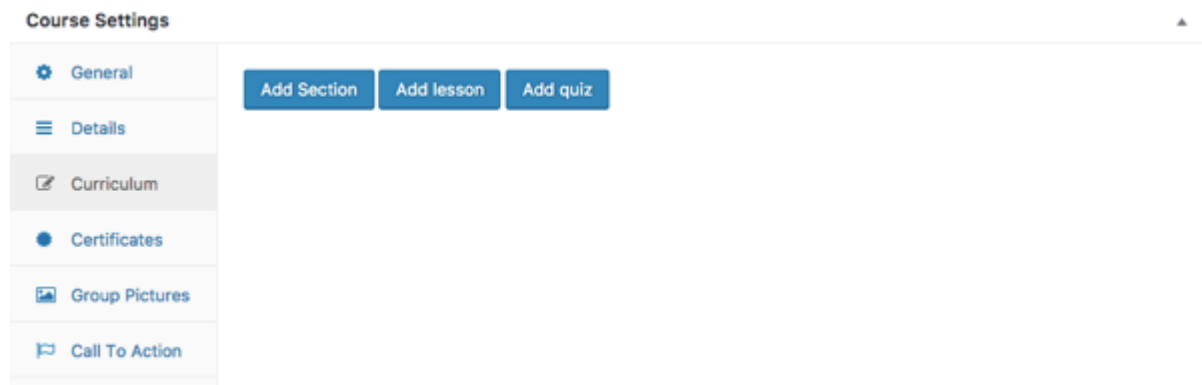 Course Settings
General
Add Section Add lesson Add quiz
Details
Curriculum
Certificates
Group Pictures
Call To Action